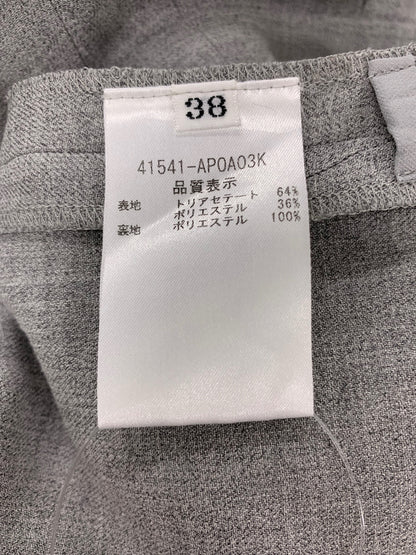 38
41541-APOA03K
品質表示
表地 トリアセテート 64%
ポリエステル 36%
裏地 ポリエステル 100%